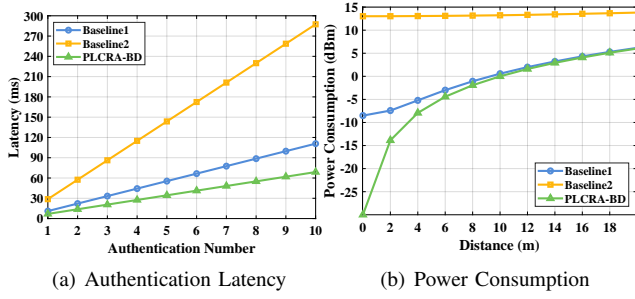 300
270
240
210
180
150
120
90
60
30
0
Latency (ms)
Baseline1
Baseline2
PLCRA-BD
1 2 3 4 5 6 7 8 9 10
Authentication Number
(a) Authentication Latency
15
10
5
0
-5
-10
-15
-20
-25
Power Consumption (dBm)
Baseline1
Baseline2
PLCRA-BD
0 2 4 6 8 10 12 14 16 18
Distance (m)
(b) Power Consumption